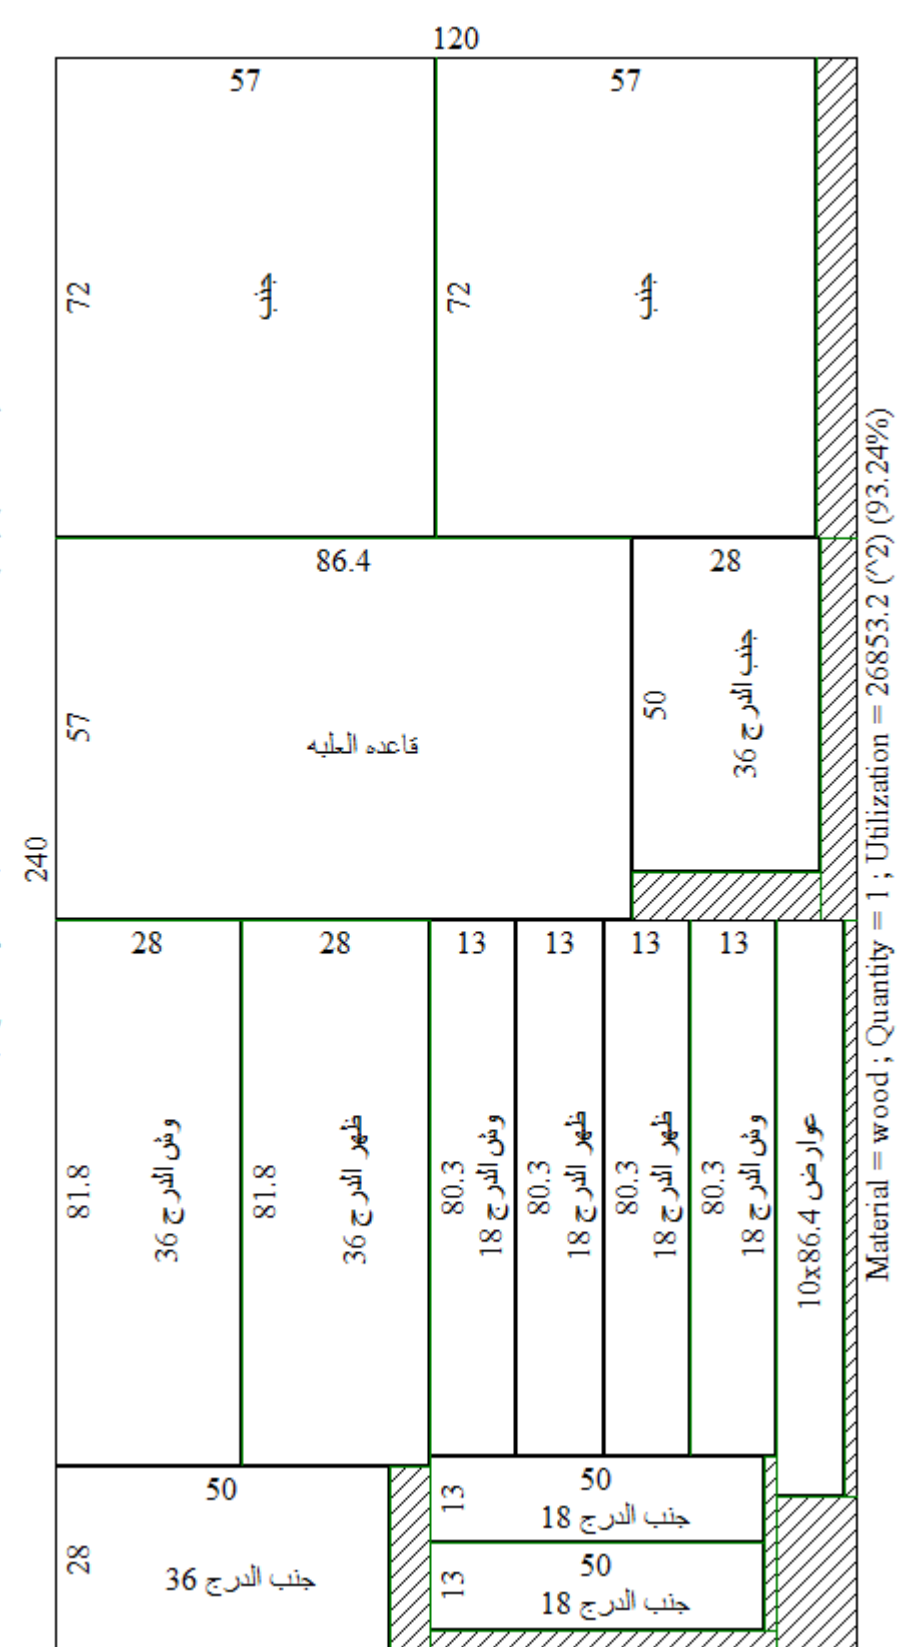 120
57
57
72
جنب
72
جنب
86.4
28
57
قاعده العلبه
50
جنب الدرج 36
240
28
28
13
13
13
13
81.8
وش الدرج 36
81.8
ظهر الدرج 36
80.3
وش الدرج 18
80.3
ظهر الدرج 18
80.3
ظهر الدرج 18
80.3
وش الدرج 18
عوارض 10x86.4
50
28
جنب الدرج 36
50
13
جنب الدرج 18
50
13
جنب الدرج 18
Material = wood ; Quantity = 1 ; Utilization = 26853.2 (^2) (93.24%)